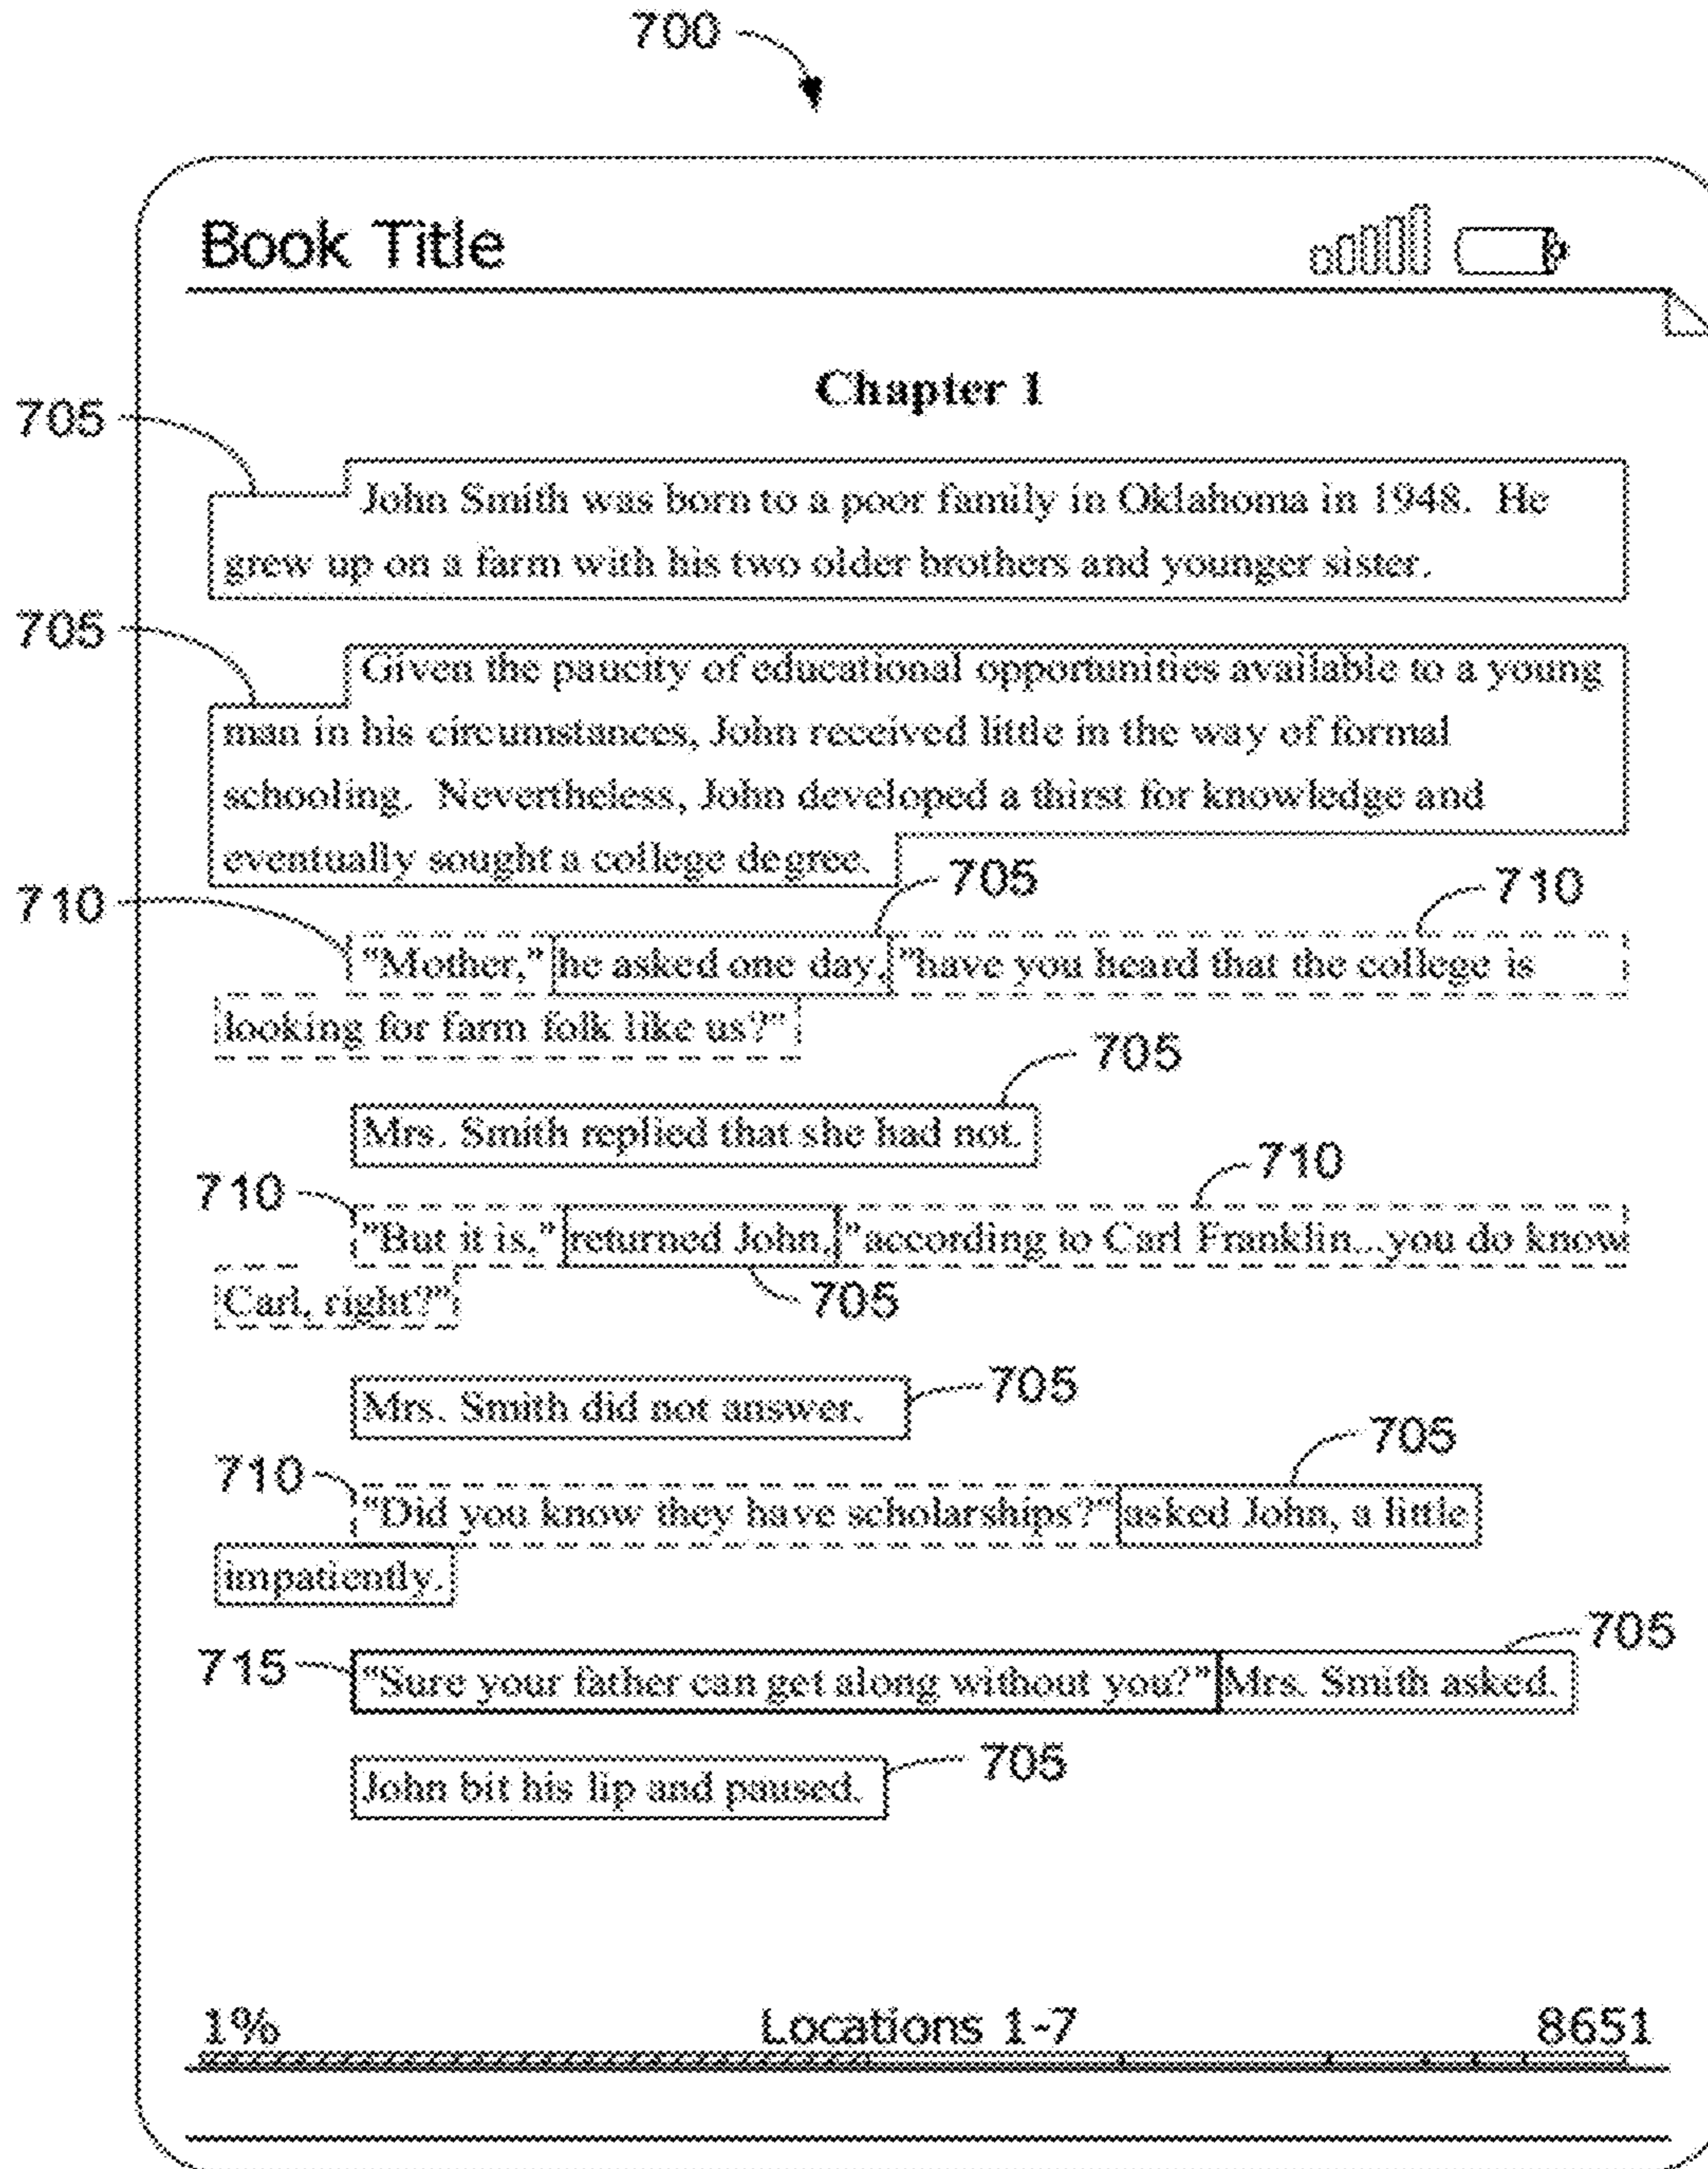 700
Book Title
Chapter 1
705
John Smith was born to a poor family in Oklahoma in 1948.  He
grew up on a farm with his two older brothers and younger sister.
705
Given the paucity of educational opportunities available to a young
man in his circumstances, John received little in the way of formal
schooling.  Nevertheless, John developed a thirst for knowledge and
eventually sought a college degree.
705
710
710
“Mother,” he asked one day, ”have you heard that the college is
looking for farm folk like us?”
705
Mrs. Smith replied that she had not.
710
710
”But it is,” returned John, ”according to Carl Franklin...you do know
Carl, right?”
705
Mrs. Smith did not answer.
705
705
710
“Did you know they have scholarships?“ asked John, a little
impatiently.
705
715
“Sure your father can get along without you?” Mrs. Smith asked.
John bit his lip and paused.
705
1% Locations 1-7 8651